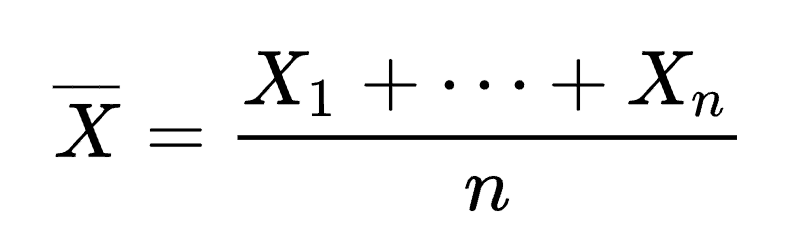 X̅ = (X₁ + ⋯ + Xₙ) / n